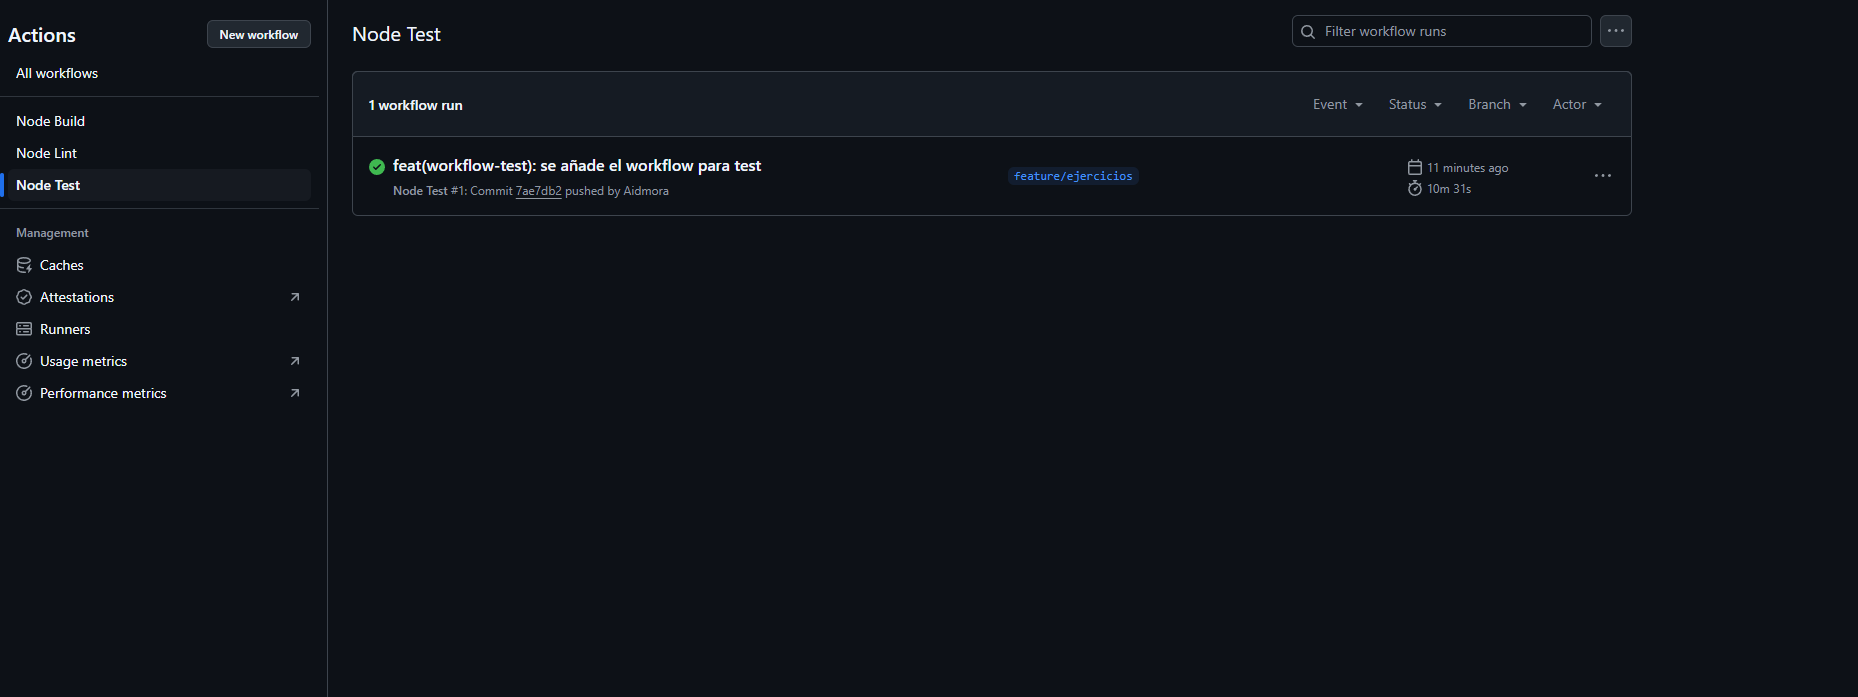 Actions
New workflow
All workflows
Node Build
Node Lint
Node Test
Management
Caches
Attestations
Runners
Usage metrics
Performance metrics
Node Test
Filter workflow runs
1 workflow run
Event
Status
Branch
Actor
feat(workflow-test): se añade el workflow para test
Node Test #1: Commit 7ae7db2 pushed by Aidmora
feature/ejercicios
11 minutes ago
10m 31s